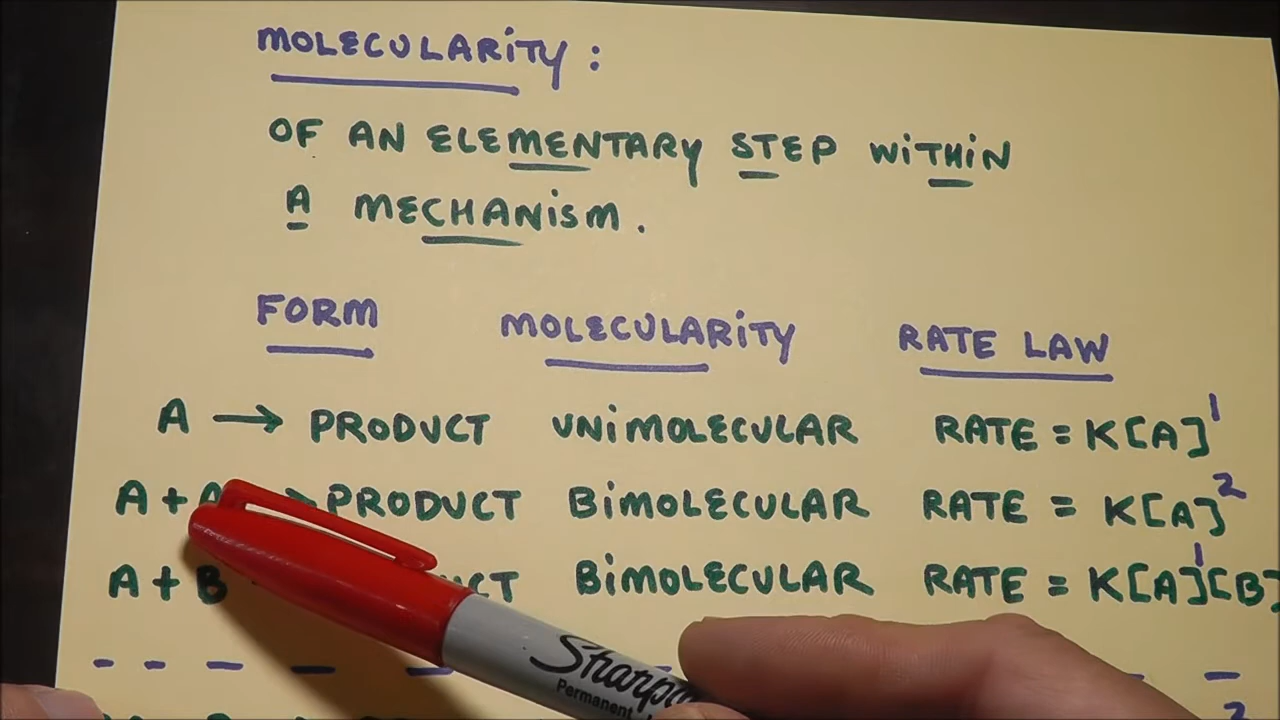 MOLECULARITY :
OF AN ELEMENTARY STEP WITHIN
A MECHANISM.
FORM MOLECULARITY RATE LAW
A → PRODUCT UNIMOLECULAR RATE = K[A]¹
A + A → PRODUCT BIMOLECULAR RATE = K[A]²
A + B BIMOLECULAR RATE = K[A]¹[B]
Sharpie
Permanent